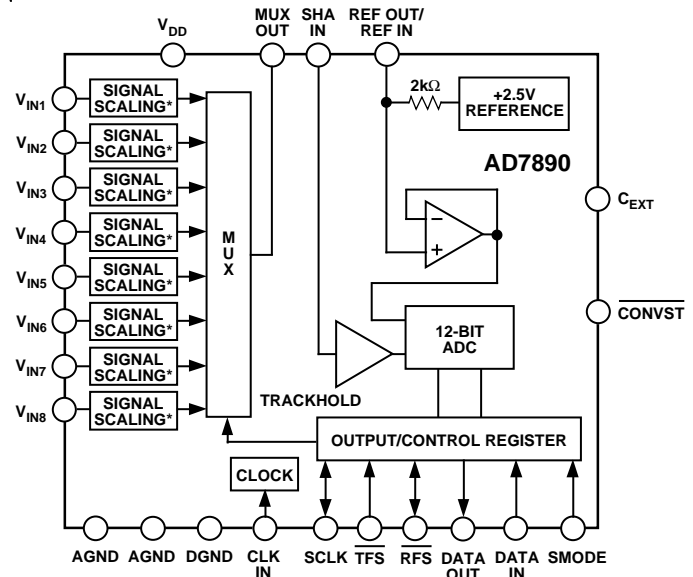 MUX OUT
SHA IN
REF OUT/
REF IN
VDD
2kΩ
+2.5V
REFERENCE
AD7890
VIN1
SIGNAL
SCALING*
VIN2
SIGNAL
SCALING*
VIN3
SIGNAL
SCALING*
VIN4
SIGNAL
SCALING*
VIN5
SIGNAL
SCALING*
VIN6
SIGNAL
SCALING*
VIN7
SIGNAL
SCALING*
VIN8
SIGNAL
SCALING*
MUX
−
+
CEXT
CONVST
12-BIT
ADC
TRACKHOLD
OUTPUT/CONTROL REGISTER
CLOCK
AGND
AGND
DGND
CLK
IN
SCLK
TFS
RFS
DATA
OUT
DATA
IN
SMODE